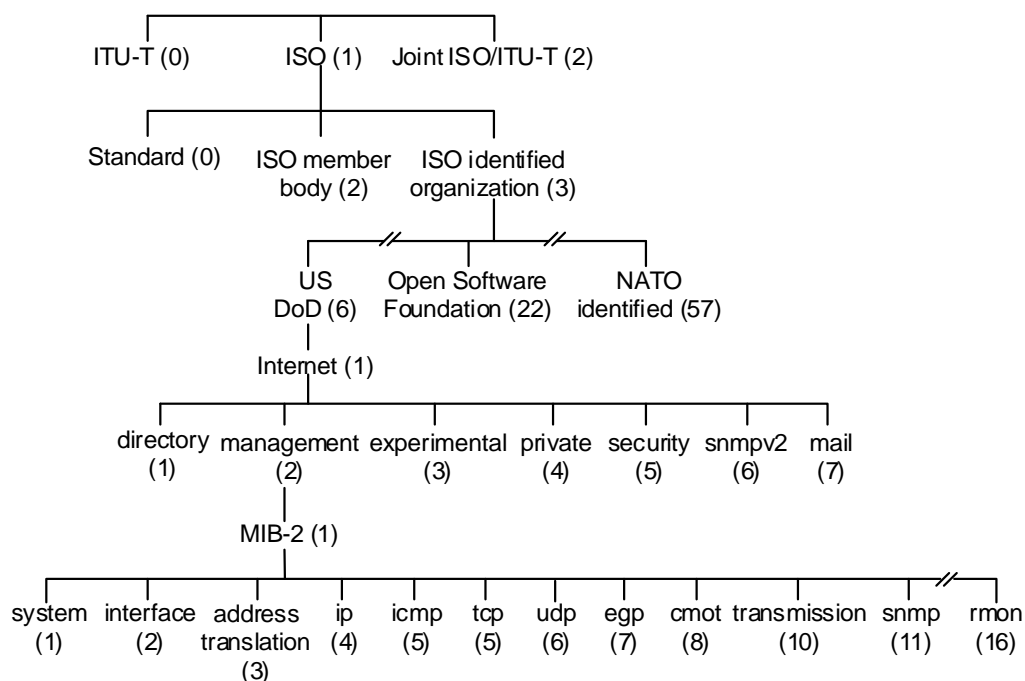 ITU-T (0) ISO (1) Joint ISO/ITU-T (2)
Standard (0)
ISO member
body (2)
ISO identified
organization (3)
US
DoD (6)
Open Software
Foundation (22)
NATO
identified (57)
Internet (1)
directory
(1)
management
(2)
experimental
(3)
private
(4)
security
(5)
snmpv2
(6)
mail
(7)
MIB-2 (1)
system
(1)
interface
(2)
address
translation
(3)
ip
(4)
icmp
(5)
tcp
(5)
udp
(6)
egp
(7)
cmot
(8)
transmission
(10)
snmp
(11)
rmon
(16)